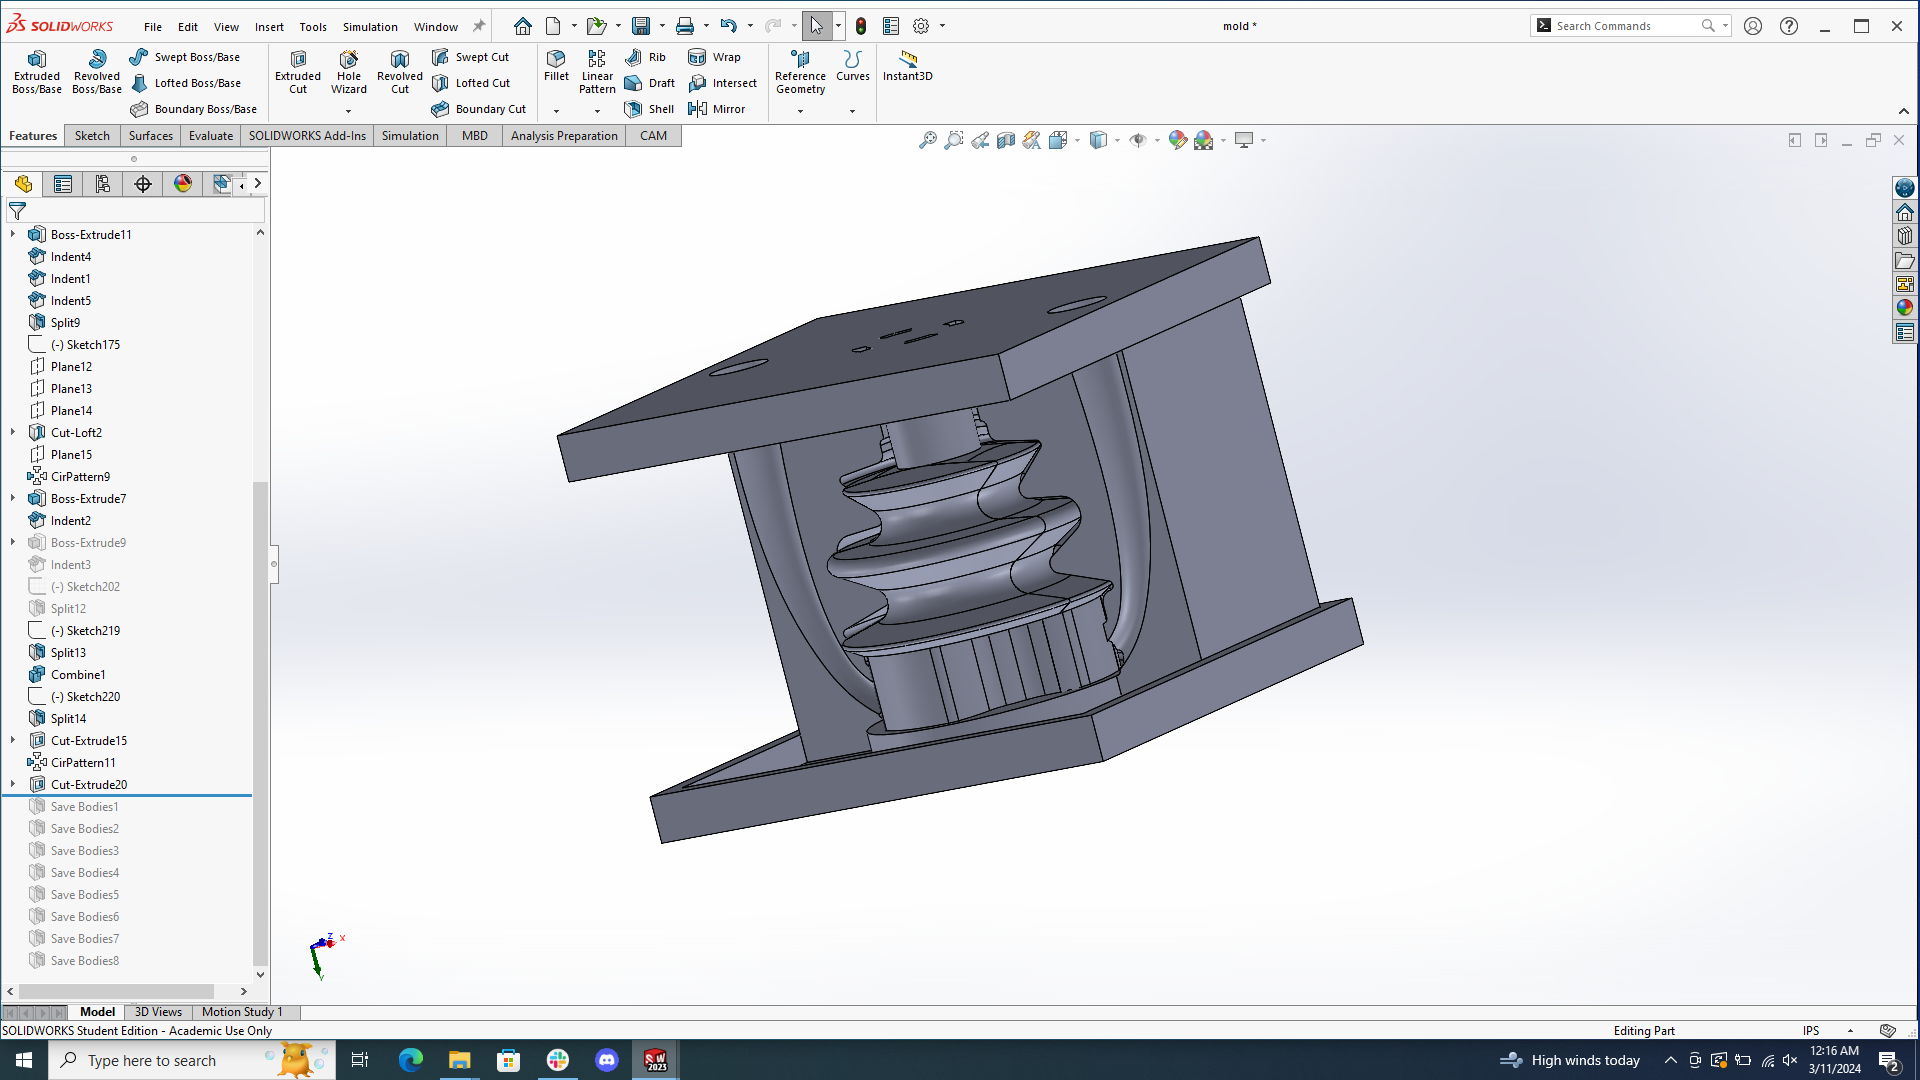 SOLIDWORKS File Edit View Insert Tools Simulation Window mold * Search Commands
Extruded Boss/Base
Revolved Boss/Base
Swept Boss/Base
Lofted Boss/Base
Boundary Boss/Base
Extruded Cut
Hole Wizard
Revolved Cut
Swept Cut
Lofted Cut
Boundary Cut
Fillet
Linear Pattern
Rib
Draft
Shell
Wrap
Intersect
Mirror
Reference Geometry
Curves
Instant3D
Features Sketch Surfaces Evaluate SOLIDWORKS Add-Ins Simulation MBD Analysis Preparation CAM
Boss-Extrude11
Indent4
Indent1
Indent5
Split9
(-) Sketch175
Plane12
Plane13
Plane14
Cut-Loft2
Plane15
CirPattern9
Boss-Extrude7
Indent2
Boss-Extrude9
Indent3
(-) Sketch202
Split12
(-) Sketch219
Split13
Combine1
(-) Sketch220
Split14
Cut-Extrude15
CirPattern11
Cut-Extrude20
Save Bodies1
Save Bodies2
Save Bodies3
Save Bodies4
Save Bodies5
Save Bodies6
Save Bodies7
Save Bodies8
Z
X
Y
Model 3D Views Motion Study 1
SOLIDWORKS Student Edition - Academic Use Only Editing Part IPS
Type here to search
SW
2023
High winds today
12:16 AM
3/11/2024
2